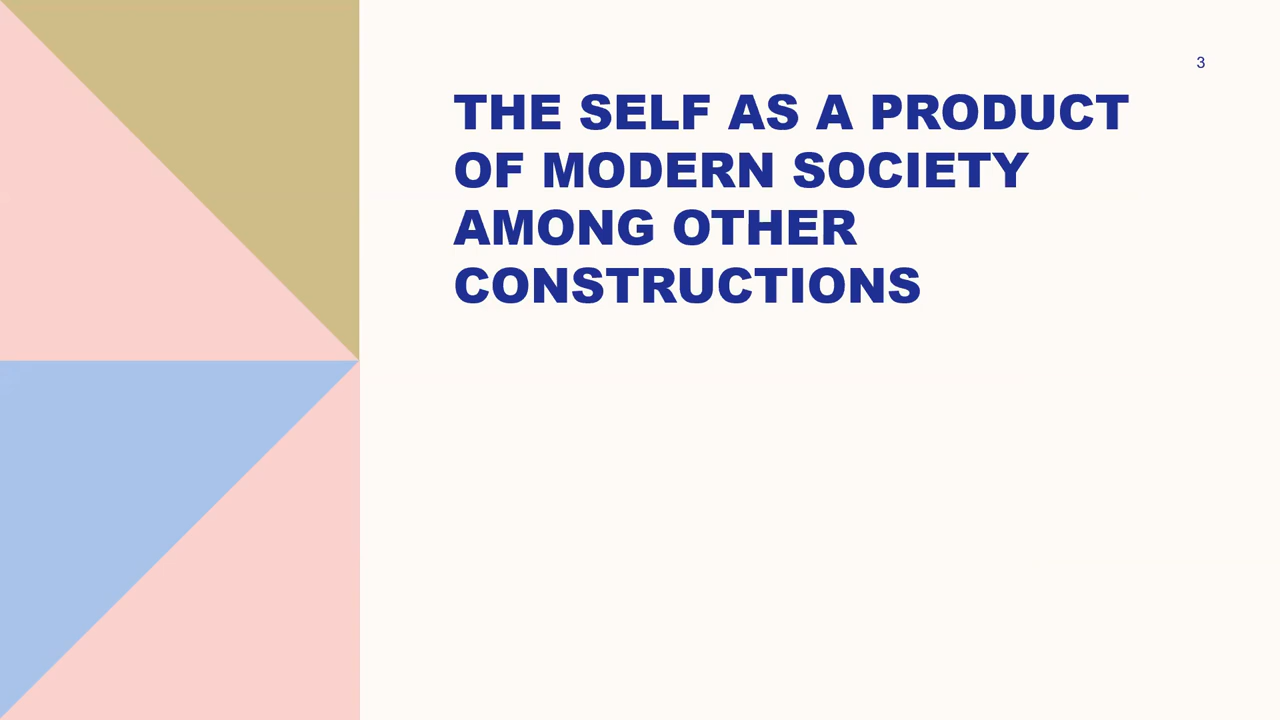 3
THE SELF AS A PRODUCT
OF MODERN SOCIETY
AMONG OTHER
CONSTRUCTIONS